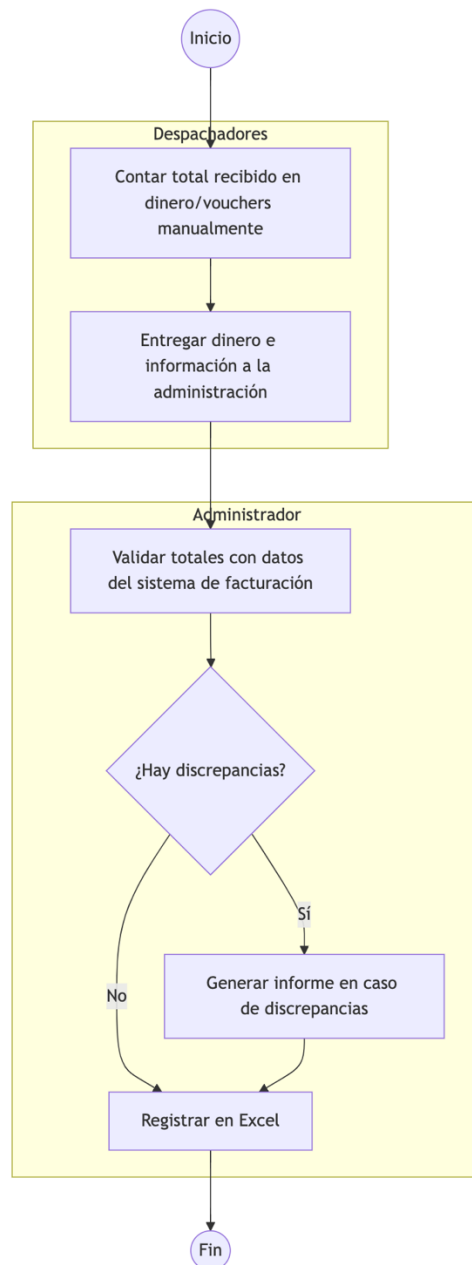 Inicio
Despachadores
Contar total recibido en
dinero/vouchers
manualmente
Entregar dinero e
información a la
administración
Administrador
Validar totales con datos
del sistema de facturación
¿Hay discrepancias?
Sí
No
Generar informe en caso
de discrepancias
Registrar en Excel
Fin